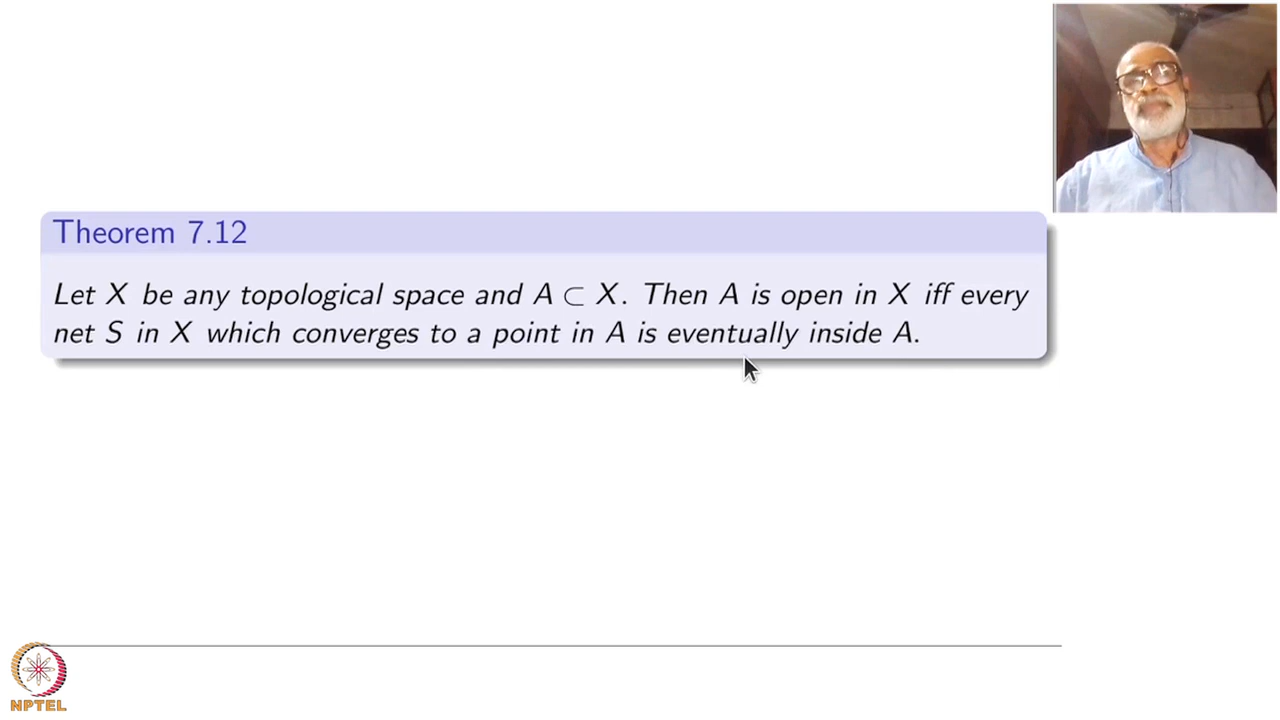 Theorem 7.12
Let X be any topological space and A ⊂ X. Then A is open in X iff every
net S in X which converges to a point in A is eventually inside A.
NPTEL